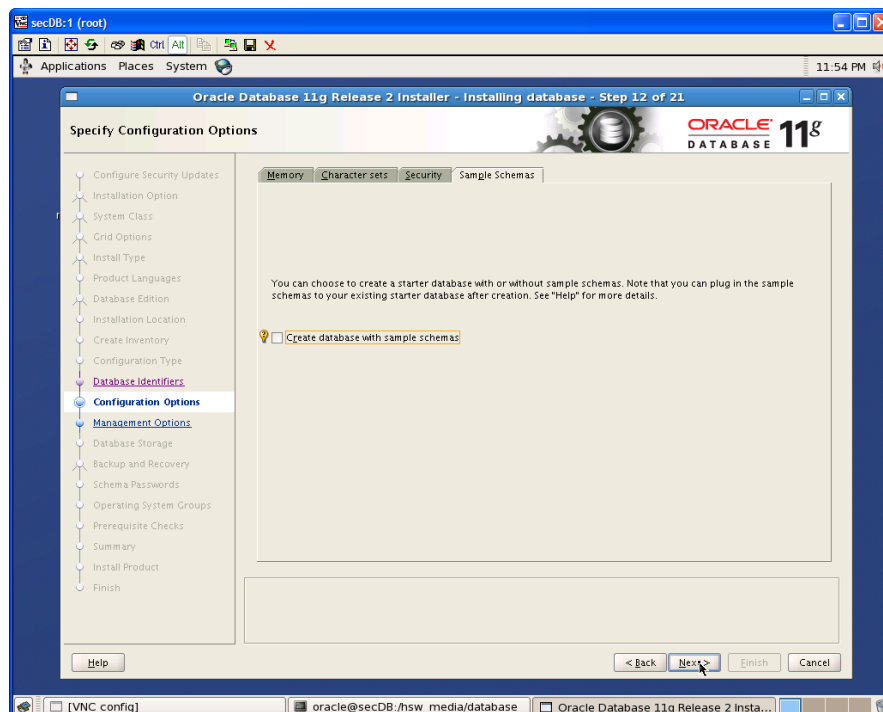 secDB:1 (root)
Ctrl Alt
Applications Places System
11:54 PM
Oracle Database 11g Release 2 Installer - Installing database - Step 12 of 21
Specify Configuration Options
ORACLE
DATABASE 11g
Configure Security Updates
Installation Option
System Class
Grid Options
Install Type
Product Languages
Database Edition
Installation Location
Create Inventory
Configuration Type
Database Identifiers
Configuration Options
Management Options
Database Storage
Backup and Recovery
Schema Passwords
Operating System Groups
Prerequisite Checks
Summary
Install Product
Finish
Memory Character sets Security Sample Schemas
You can choose to create a starter database with or without sample schemas. Note that you can plug in the sample
schemas to your existing starter database after creation. See "Help" for more details.
Create database with sample schemas
Help
< Back Next > Finish Cancel
[VNC config] oracle@secDB:/hsw_media/database Oracle Database 11g Release 2 Insta...